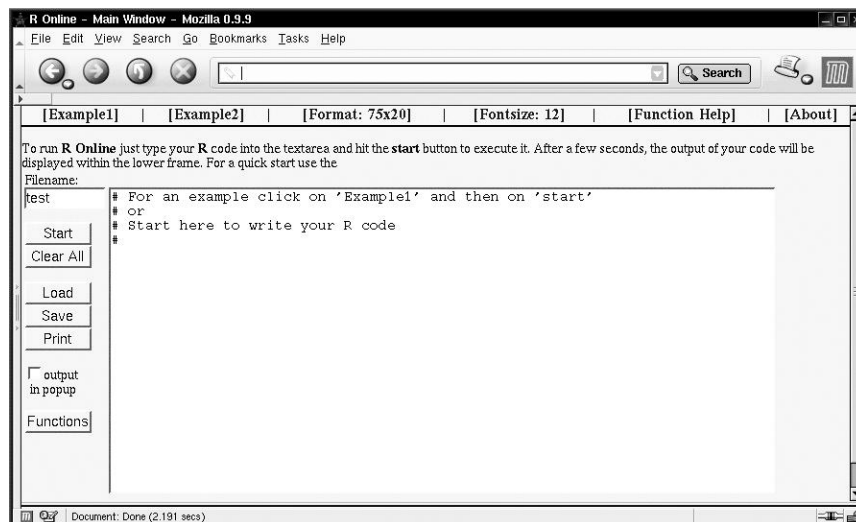 R Online – Main Window – Mozilla 0.9.9
File Edit View Search Go Bookmarks Tasks Help
Search
[Example1] | [Example2] | [Format: 75x20] | [Fontsize: 12] | [Function Help] | [About]
To run R Online just type your R code into the textarea and hit the start button to execute it. After a few seconds, the output of your code will be
displayed within the lower frame. For a quick start use the
Filename:
test
# For an example click on 'Example1' and then on 'start'
# or
# Start here to write your R code
#
Start
Clear All
Load
Save
Print
output
in popup
Functions
Document: Done (2.191 secs)